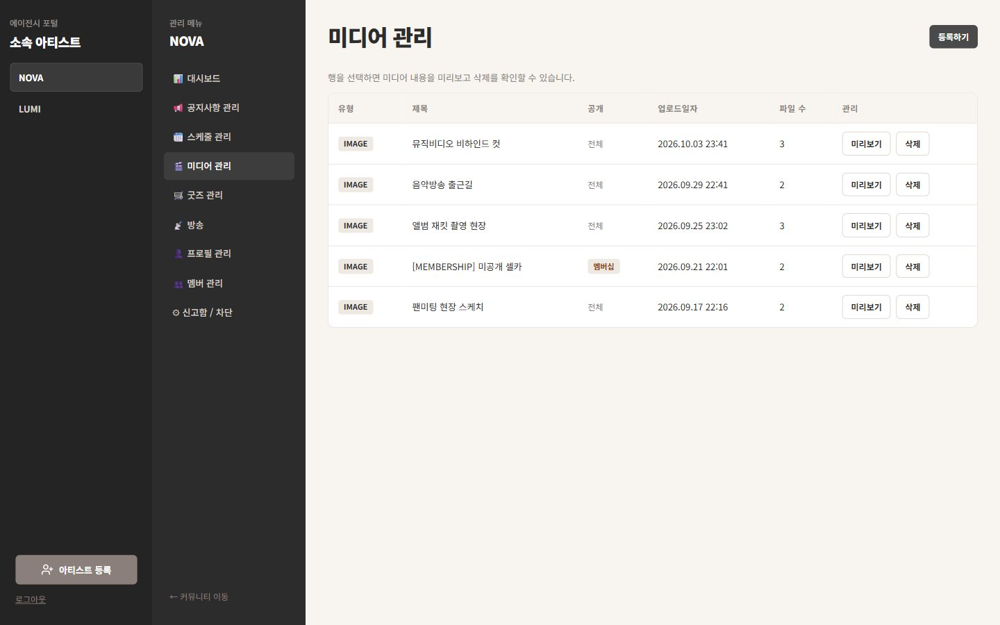 에이전시 포털
소속 아티스트
NOVA
LUMI
아티스트 등록
로그아웃
관리 메뉴
NOVA
대시보드
공지사항 관리
스케줄 관리
미디어 관리
굿즈 관리
방송
프로필 관리
멤버 관리
신고함 / 차단
← 커뮤니티 이동
미디어 관리
등록하기
행을 선택하면 미디어 내용을 미리보고 삭제를 확인할 수 있습니다.
유형 제목 공개 업로드일자 파일 수 관리
IMAGE 뮤직비디오 비하인드 컷 전체 2026.10.03 23:41 3 미리보기 삭제
IMAGE 음악방송 출근길 전체 2026.09.29 22:41 2 미리보기 삭제
IMAGE 앨범 재킷 촬영 현장 전체 2026.09.25 23:02 3 미리보기 삭제
IMAGE [MEMBERSHIP] 미공개 셀카 멤버십 2026.09.21 22:01 2 미리보기 삭제
IMAGE 팬미팅 현장 스케치 전체 2026.09.17 22:16 2 미리보기 삭제